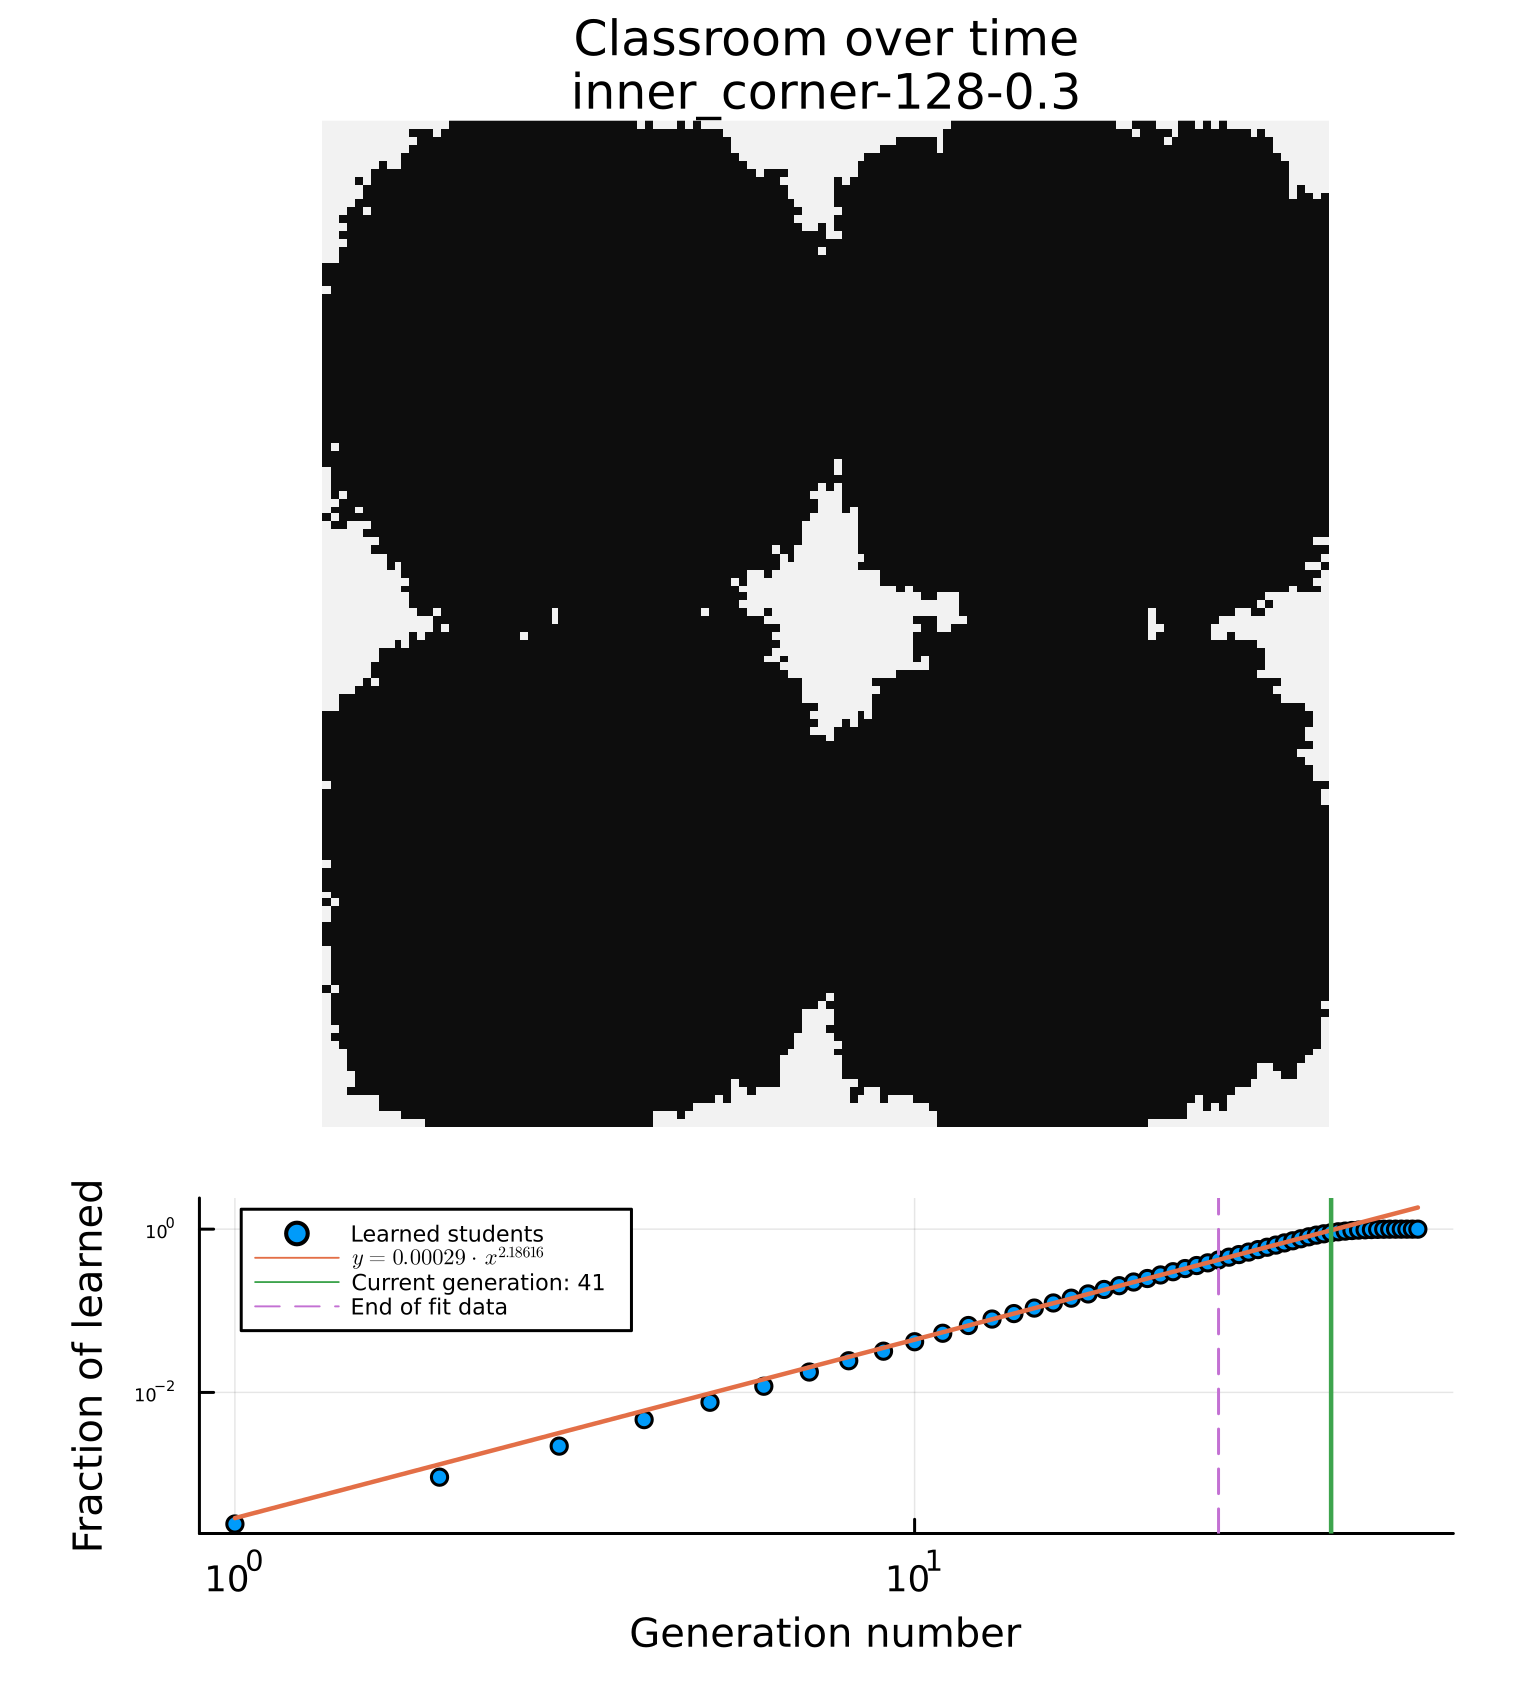 Classroom over time
inner_corner-128-0.3
Fraction of learned
10^0
10^-2
Learned students
y = 0.00029 · x^2.18616
Current generation: 41
End of fit data
10^0
10^1
Generation number